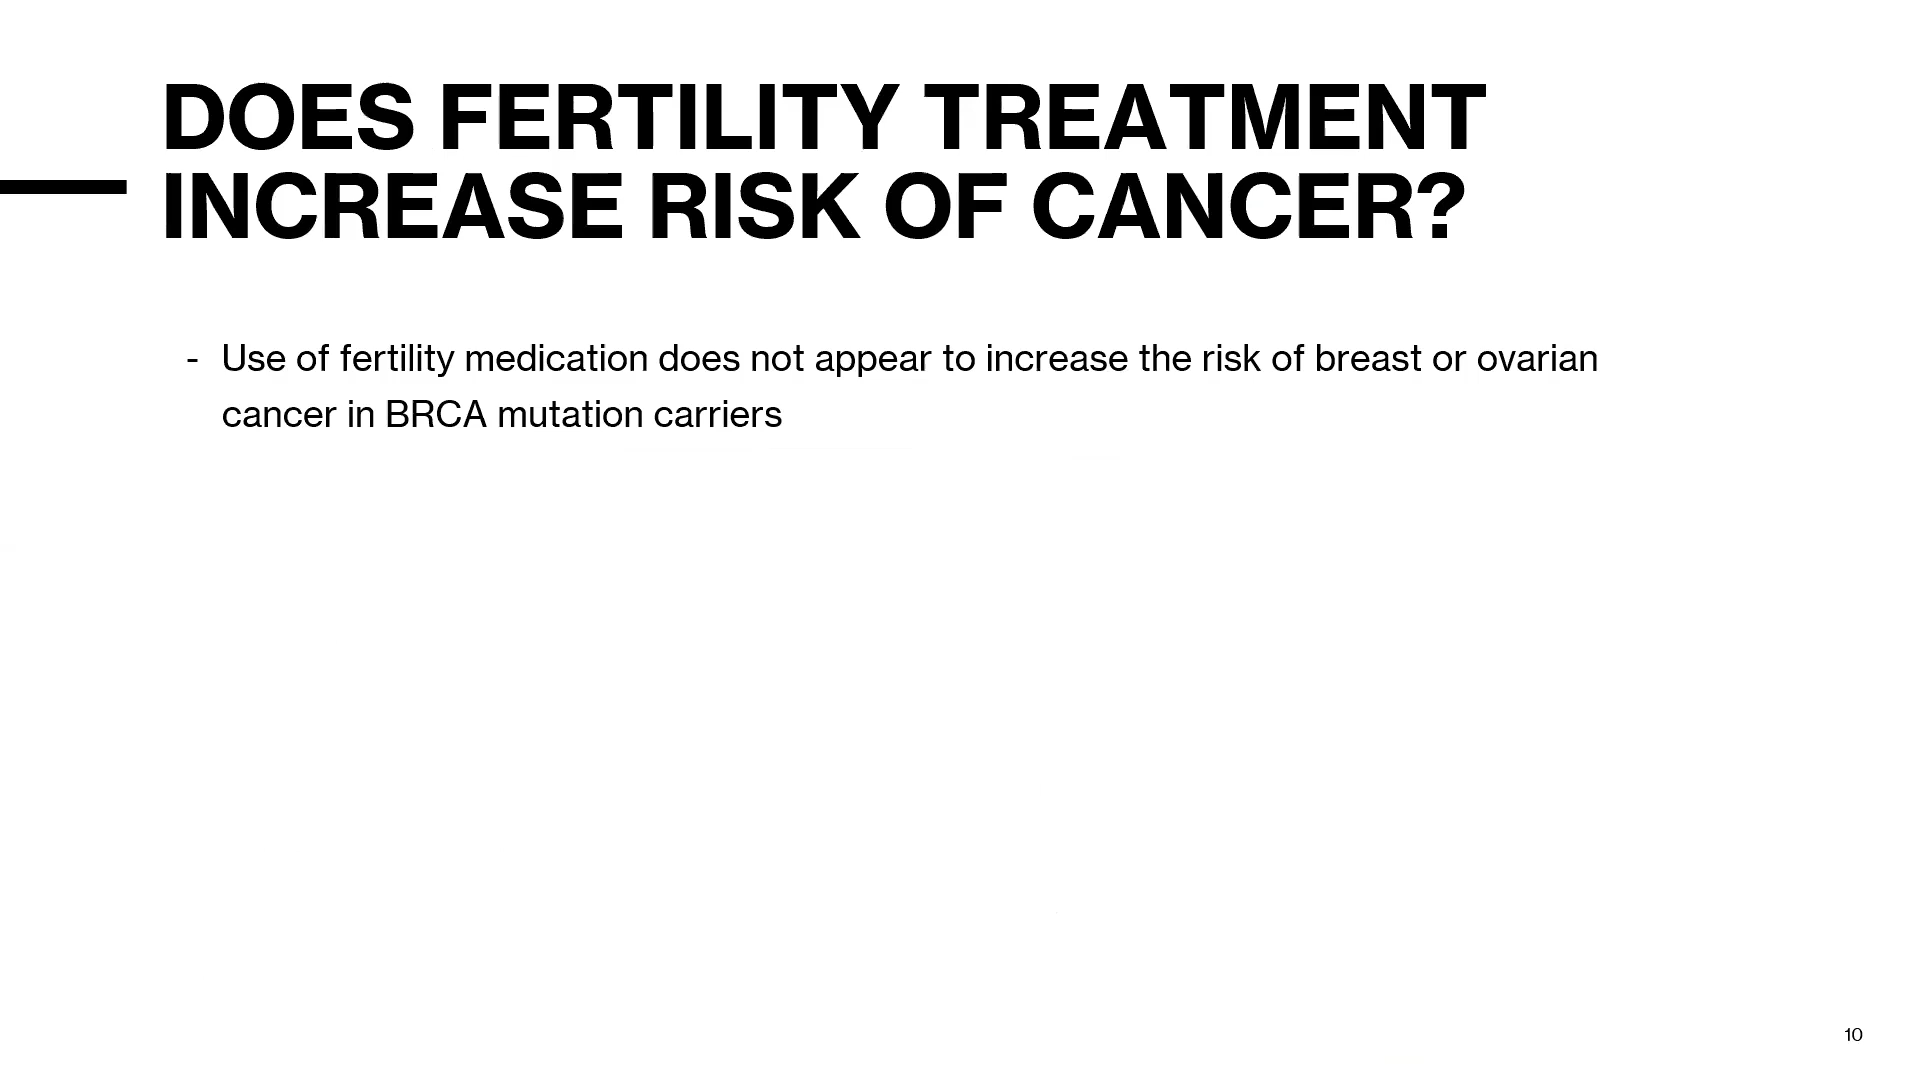 DOES FERTILITY TREATMENT
INCREASE RISK OF CANCER?
- Use of fertility medication does not appear to increase the risk of breast or ovarian
cancer in BRCA mutation carriers
10